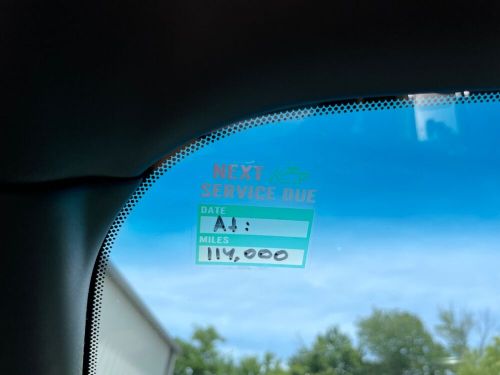 NEXT
SERVICE DUE
DATE
At:
MILES
114,000